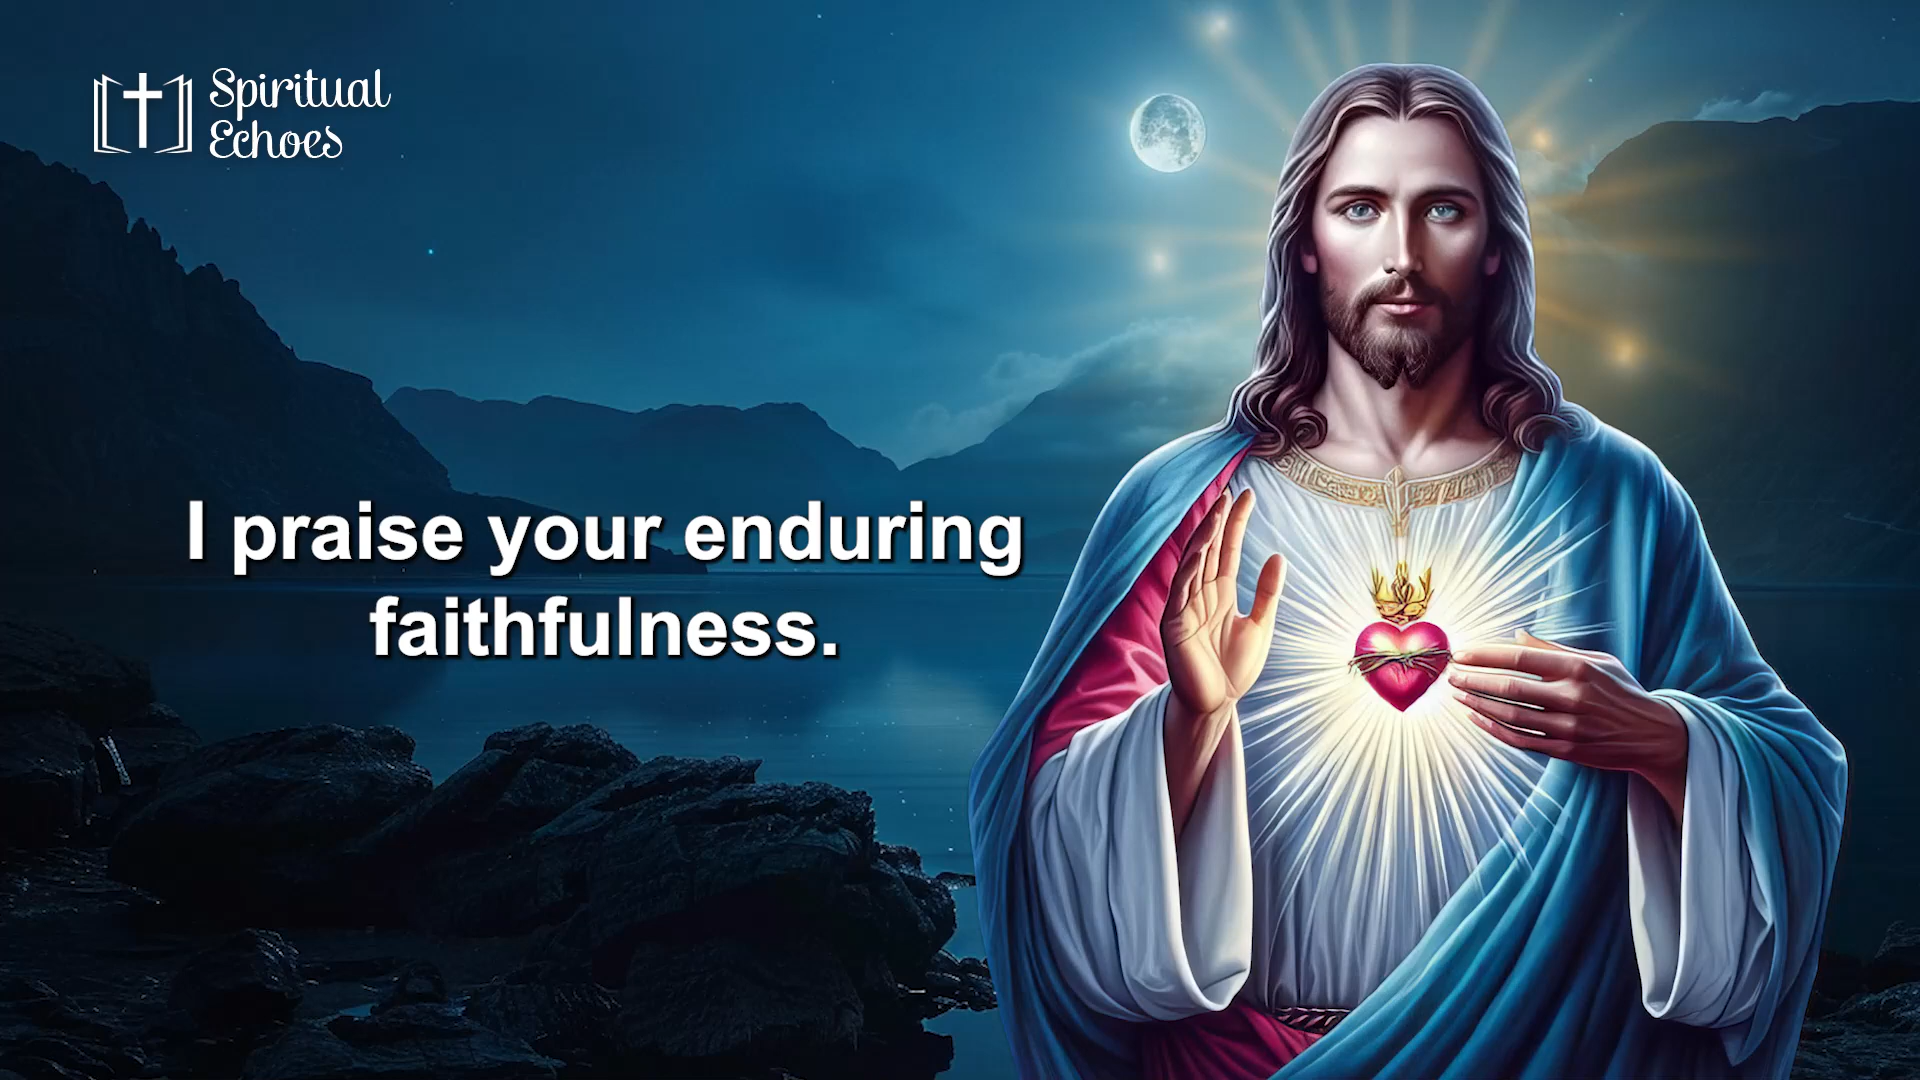 Spiritual
Echoes
I praise your enduring
faithfulness.